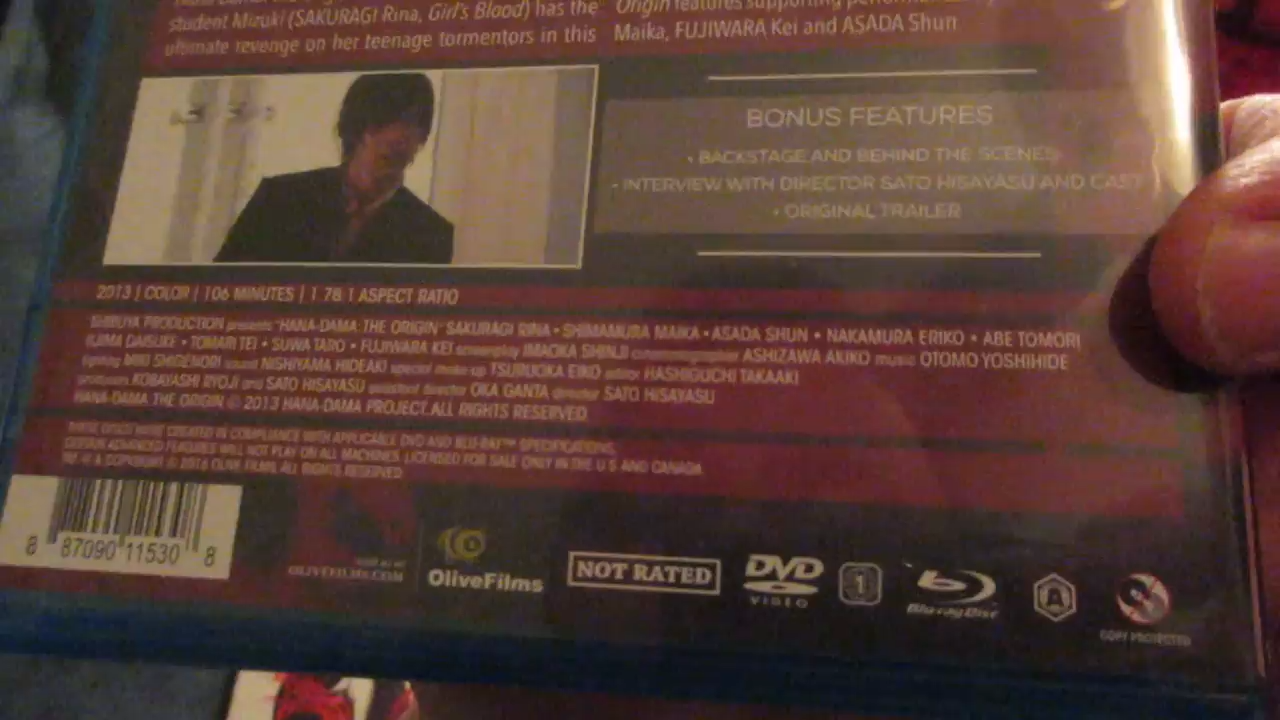 student Mizuki (SAKURAGI Rina, Girl's Blood) has the
ultimate revenge on her teenage tormentors in this
Origin features supporting
Maika, FUJIWARA Kei and ASADA Shun
BONUS FEATURES
• BACKSTAGE AND BEHIND THE SCENES
• INTERVIEW WITH DIRECTOR SATO HISAYASU AND CAST
• ORIGINAL TRAILER
2013 | COLOR | 106 MINUTES | 1 78 1 ASPECT RATIO
SHIBUYA PRODUCTION presents "HANA-DAMA: THE ORIGIN" SAKURAGI RINA • SHIMAMURA MAIKA • ASADA SHUN • NAKAMURA ERIKO • ABE TOMORI
IIJIMA DAISUKE • TOMARI TEI • SUWA TARO • FUJIWARA KEI screenplay IMAOKA SHINJI cinematographer ASHIZAWA AKIKO music OTOMO YOSHIHIDE
lighting MIKI SHIGENORI sound NISHIYAMA HIDEAKI special make-up TSURUOKA EIKO editor HASHIGUCHI TAKAAKI
producers KOBAYASHI RYOJI and SATO HISAYASU assistant director OKA GANTA director SATO HISAYASU
HANA-DAMA: THE ORIGIN © 2013 HANA-DAMA PROJECT. ALL RIGHTS RESERVED.
THESE DISCS WERE CREATED IN COMPLIANCE WITH APPLICABLE DVD AND BLU-RAY™ SPECIFICATIONS.
CERTAIN ADVANCED FEATURES WILL NOT PLAY ON ALL MACHINES. LICENSED FOR SALE ONLY IN THE U S AND CANADA.
& COPYRIGHT © 2016 OLIVE FILMS. ALL RIGHTS RESERVED.
8 87090 11530 8
OLIVEFILMS.COM
OliveFilms
NOT RATED
DVD
VIDEO
1
Blu-ray Disc
A
COPY PROTECTED